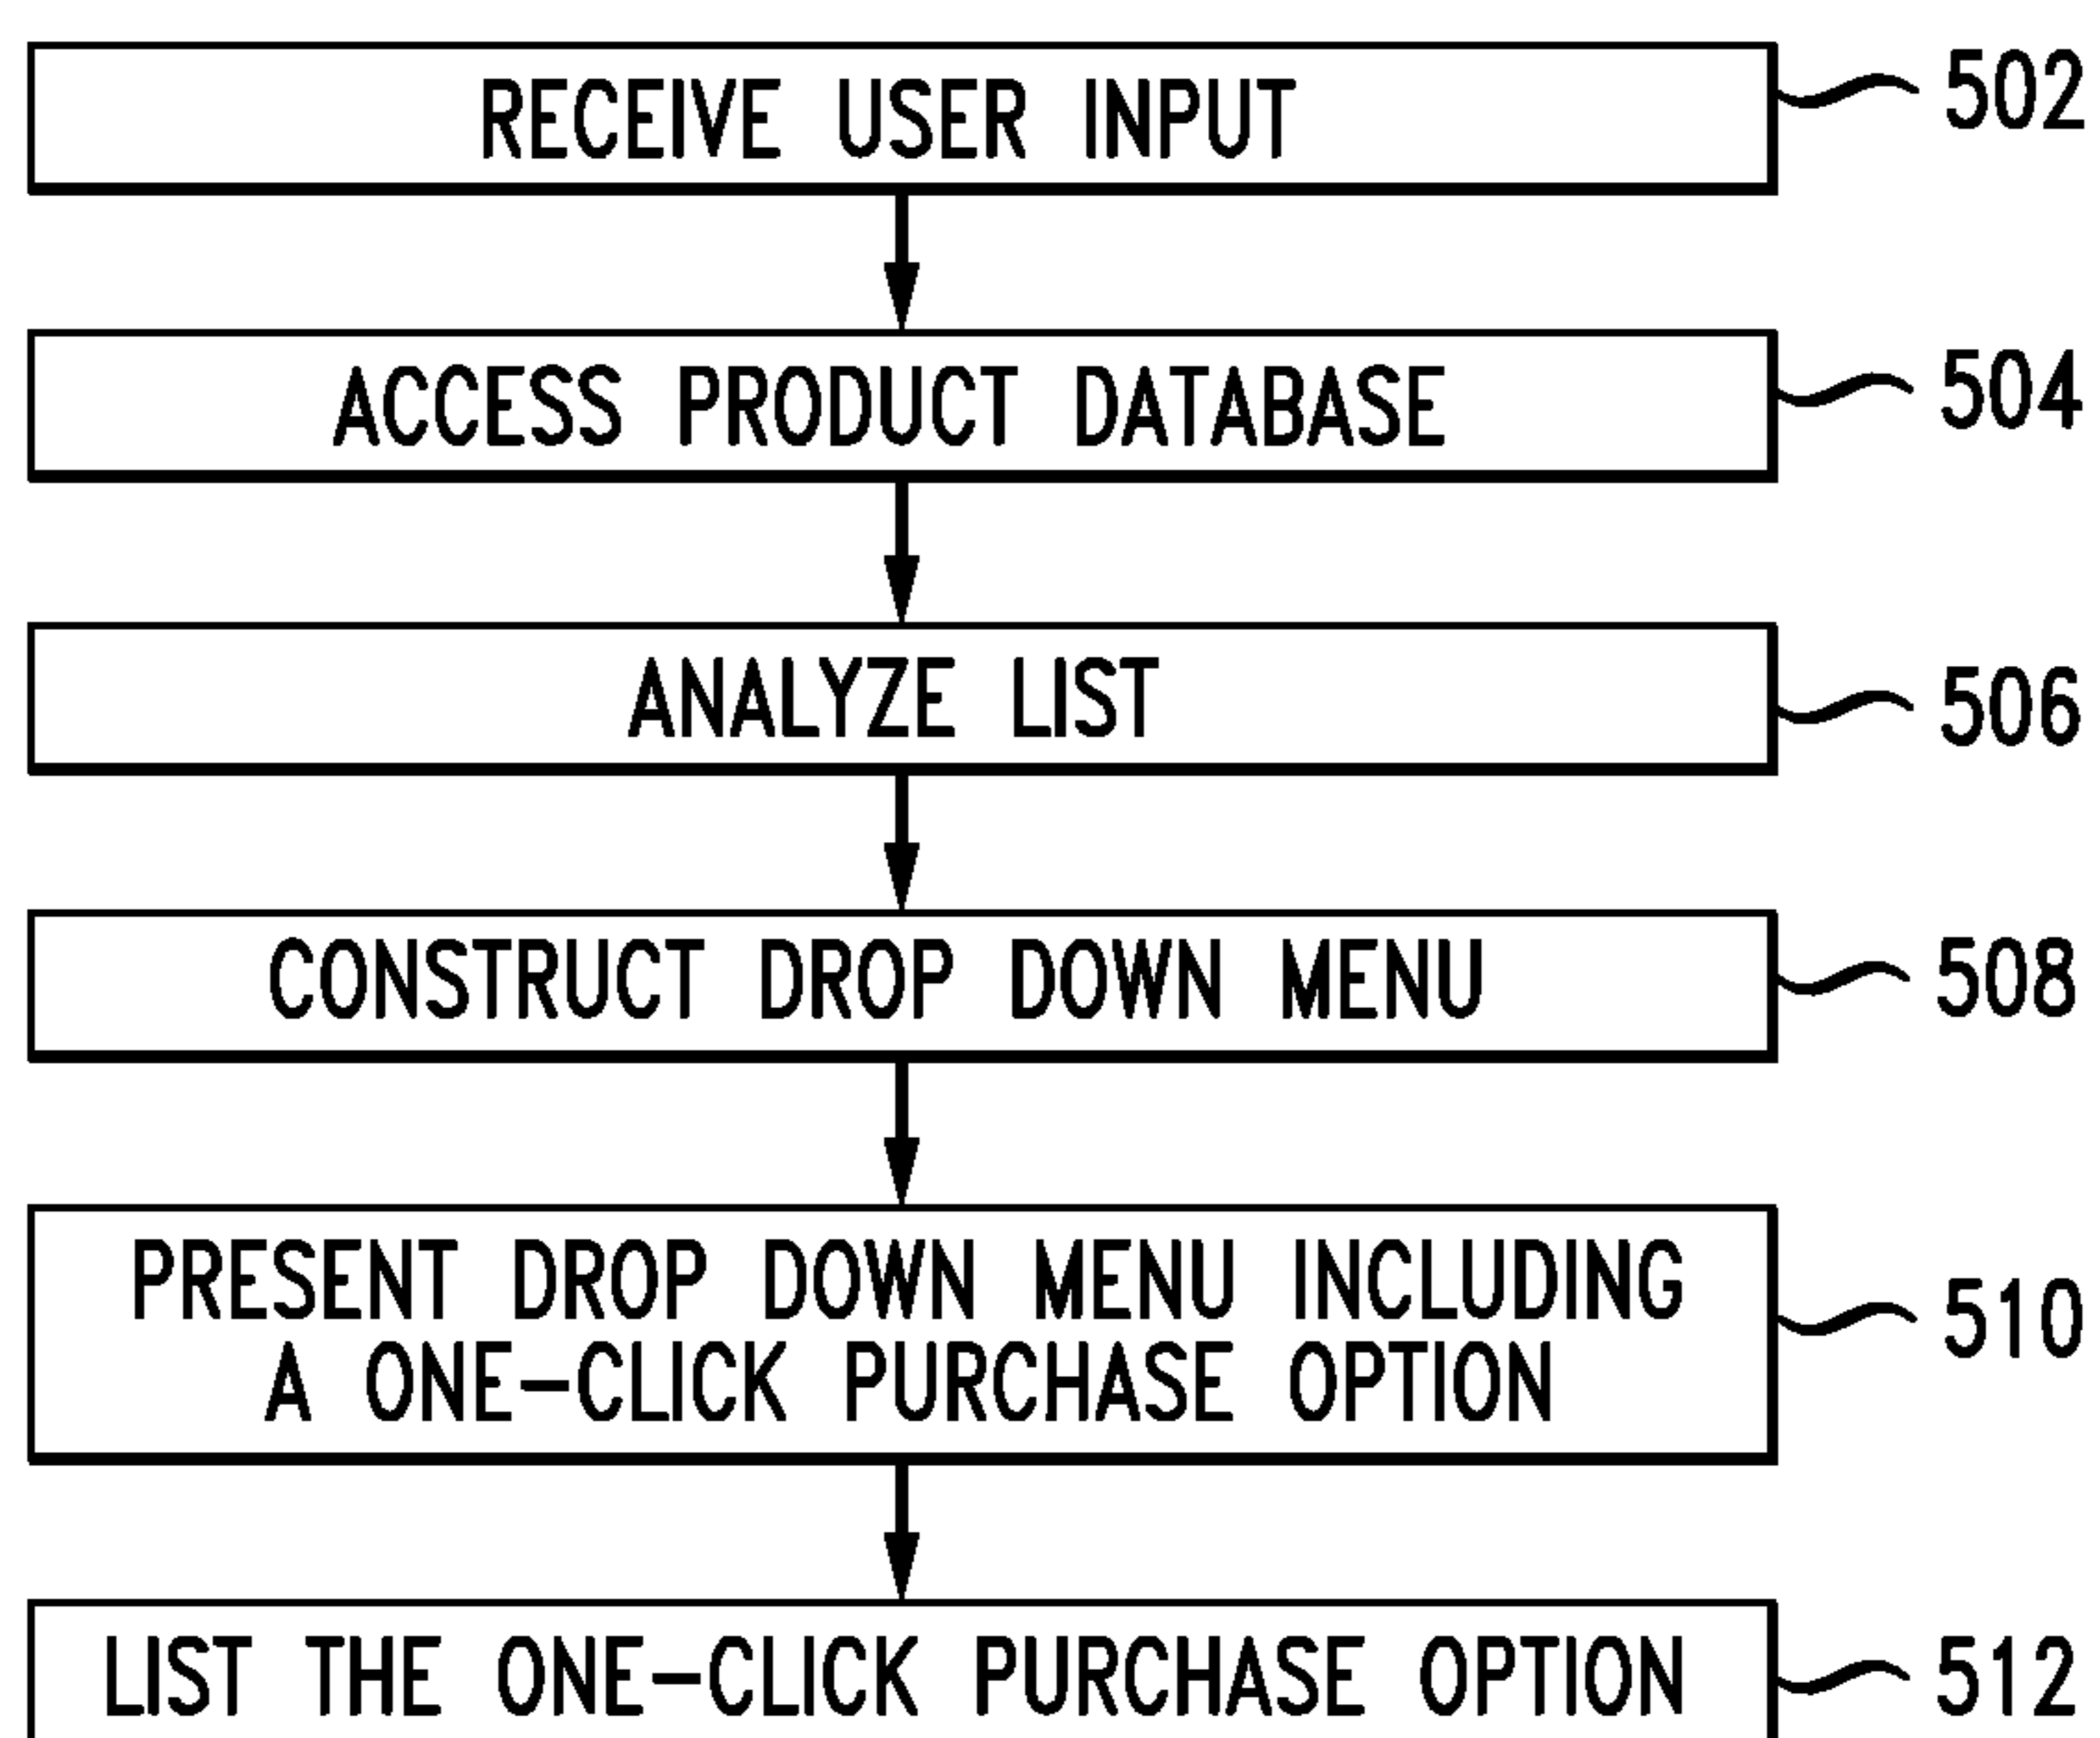 RECEIVE USER INPUT 502
ACCESS PRODUCT DATABASE 504
ANALYZE LIST 506
CONSTRUCT DROP DOWN MENU 508
PRESENT DROP DOWN MENU INCLUDING
A ONE-CLICK PURCHASE OPTION 510
LIST THE ONE-CLICK PURCHASE OPTION 512